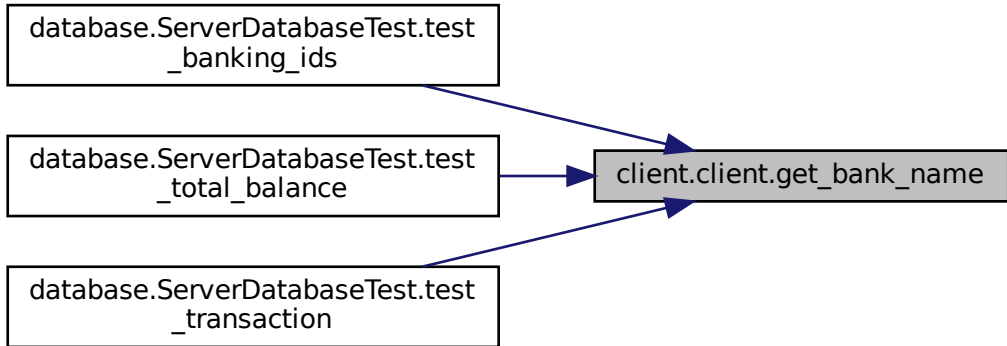 database.ServerDatabaseTest.test
_banking_ids
database.ServerDatabaseTest.test
_total_balance
client.client.get_bank_name
database.ServerDatabaseTest.test
_transaction